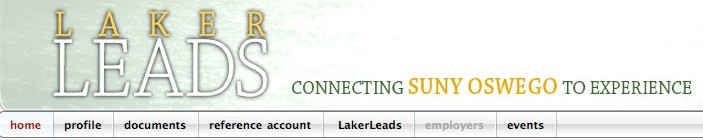 LAKER
LEADS
CONNECTING SUNY OSWEGO TO EXPERIENCE
home profile documents reference account LakerLeads employers events